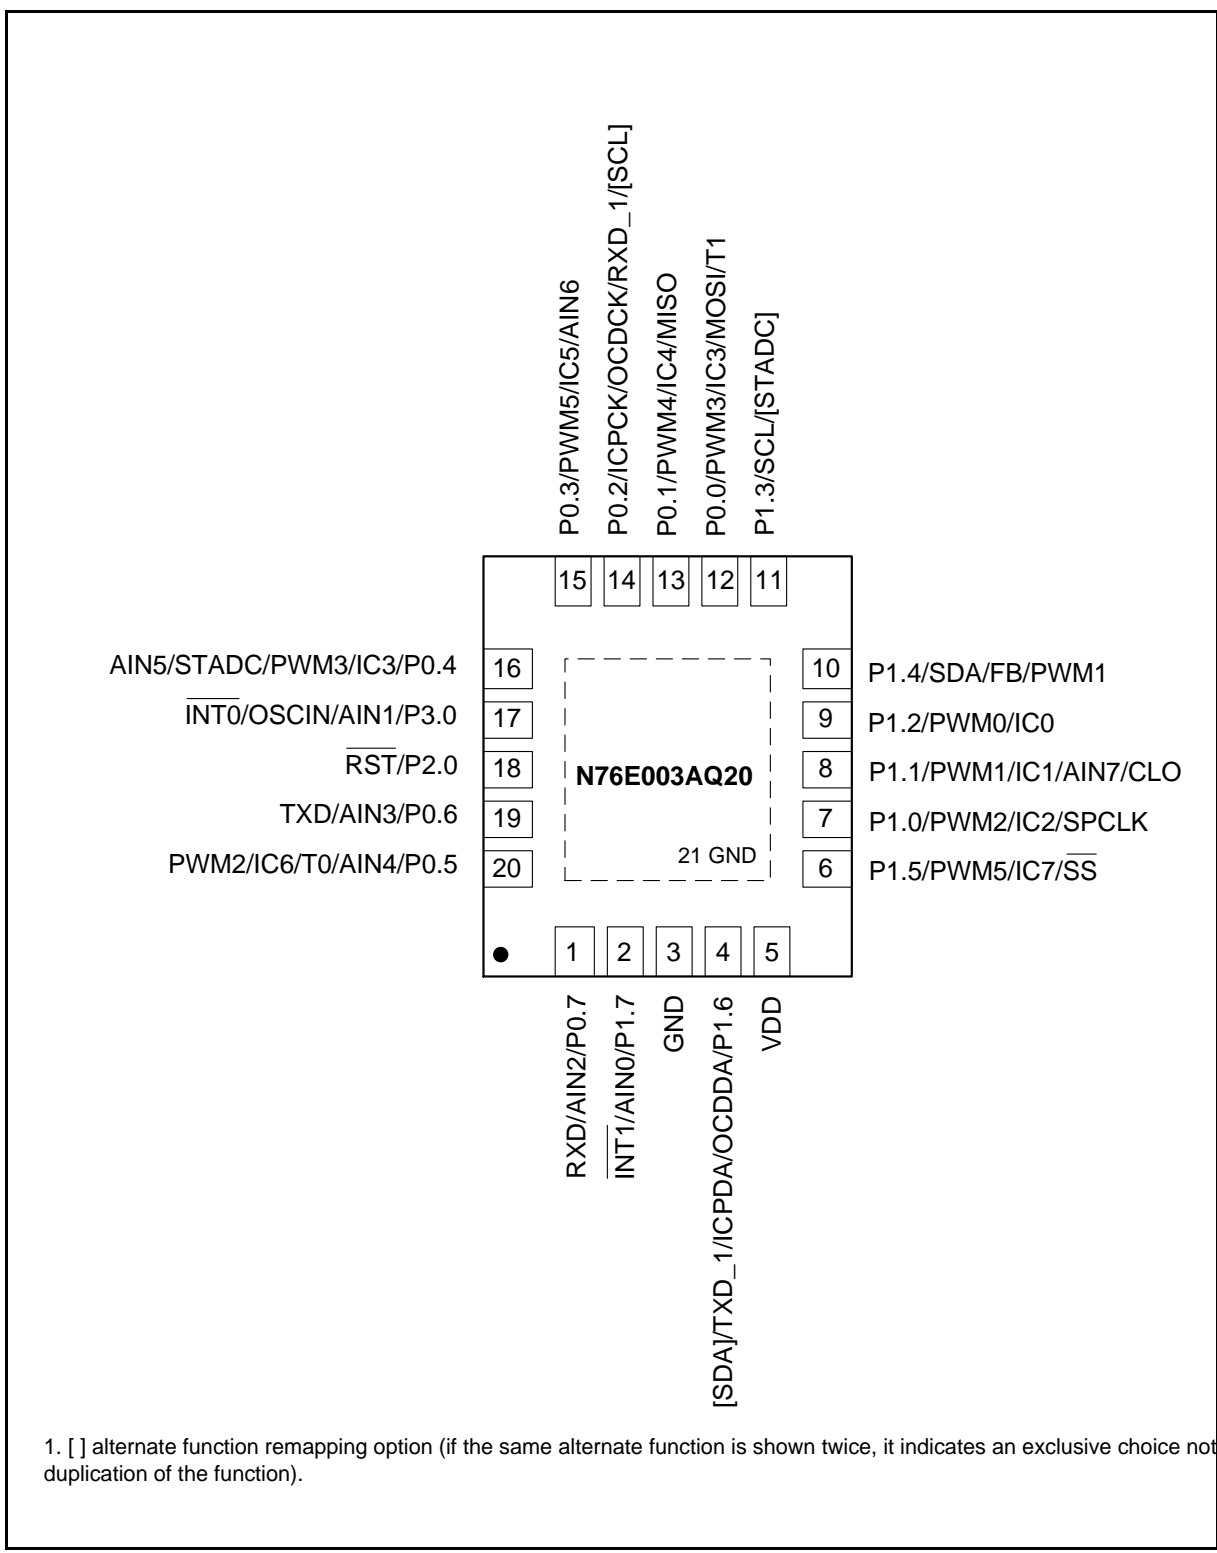 P0.3/PWM5/IC5/AIN6
P0.2/ICPCK/OCDCK/RXD_1/[SCL]
P0.1/PWM4/IC4/MISO
P0.0/PWM3/IC3/MOSI/T1
P1.3/SCL/[STADC]
15 14 13 12 11
AIN5/STADC/PWM3/IC3/P0.4 16
INT0/OSCIN/AIN1/P3.0 17
RST/P2.0 18
TXD/AIN3/P0.6 19
PWM2/IC6/T0/AIN4/P0.5 20
N76E003AQ20
21 GND
10 P1.4/SDA/FB/PWM1
9 P1.2/PWM0/IC0
8 P1.1/PWM1/IC1/AIN7/CLO
7 P1.0/PWM2/IC2/SPCLK
6 P1.5/PWM5/IC7/SS
1 2 3 4 5
RXD/AIN2/P0.7
INT1/AIN0/P1.7
GND
[SDA]/TXD_1/ICPDA/OCDDA/P1.6
VDD
1. [ ] alternate function remapping option (if the same alternate function is shown twice, it indicates an exclusive choice not
duplication of the function).